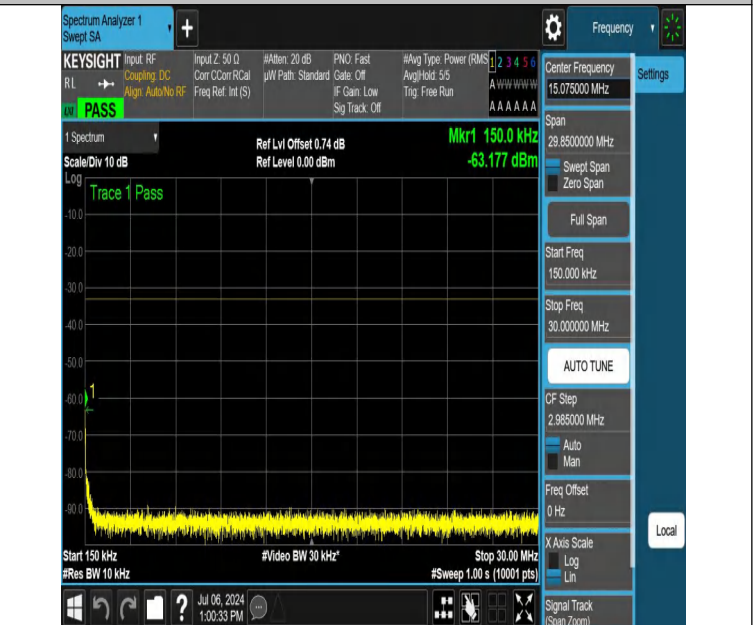 Spectrum Analyzer 1
Swept SA
+
Frequency
KEYSIGHT
RL
PASS
Input: RF
Coupling: DC
Align: Auto/No RF
Input Z: 50 Ω
Corr CCorr RCal
Freq Ref: Int (S)
#Atten: 20 dB
µW Path: Standard
PNO: Fast
Gate: Off
IF Gain: Low
Sig Track: Off
#Avg Type: Power (RMS
Avg|Hold: 5/5
Trig: Free Run
1 2 3 4 5 6
A W W W W W
A A A A A A
1 Spectrum
Scale/Div 10 dB
Ref Lvl Offset 0.74 dB
Ref Level 0.00 dBm
Mkr1 150.0 kHz
-63.177 dBm
Log
Trace 1 Pass
-10.0
-20.0
-30.0
-40.0
-50.0
-60.0
-70.0
-80.0
-90.0
1
Start 150 kHz
#Res BW 10 kHz
#Video BW 30 kHz*
Stop 30.00 MHz
#Sweep 1.00 s (10001 pts)
Jul 06, 2024
1:00:33 PM
?
Center Frequency
15.075000 MHz
Settings
Span
29.8500000 MHz
Swept Span
Zero Span
Full Span
Start Freq
150.000 kHz
Stop Freq
30.000000 MHz
AUTO TUNE
CF Step
2.985000 MHz
Auto
Man
Freq Offset
0 Hz
X Axis Scale
Log
Lin
Local
Signal Track
(Span Zoom)